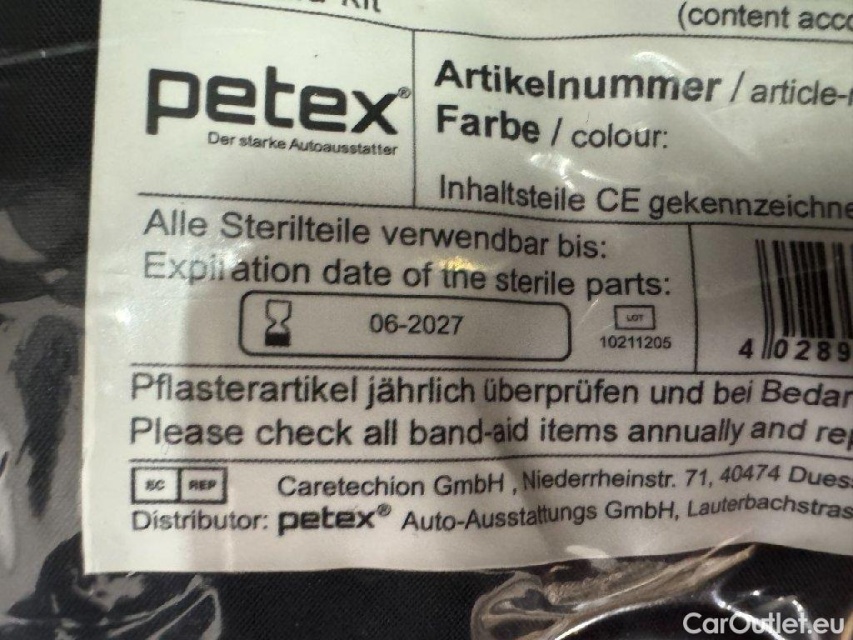 Kit
(content acco
petex®
Der starke Autoausstatter
Artikelnummer / article-
Farbe / colour:
Inhaltsteile CE gekennzeichne
Alle Sterilteile verwendbar bis:
Expiration date of the sterile parts:
06-2027
LOT
10211205
4 0289
Pflasterartikel jährlich überprüfen und bei Bedar
Please check all band-aid items annually and rep
EC REP
Caretechion GmbH , Niederrheinstr. 71, 40474 Dues
Distributor: petex® Auto-Ausstattungs GmbH, Lauterbachstras
CarOutlet.eu